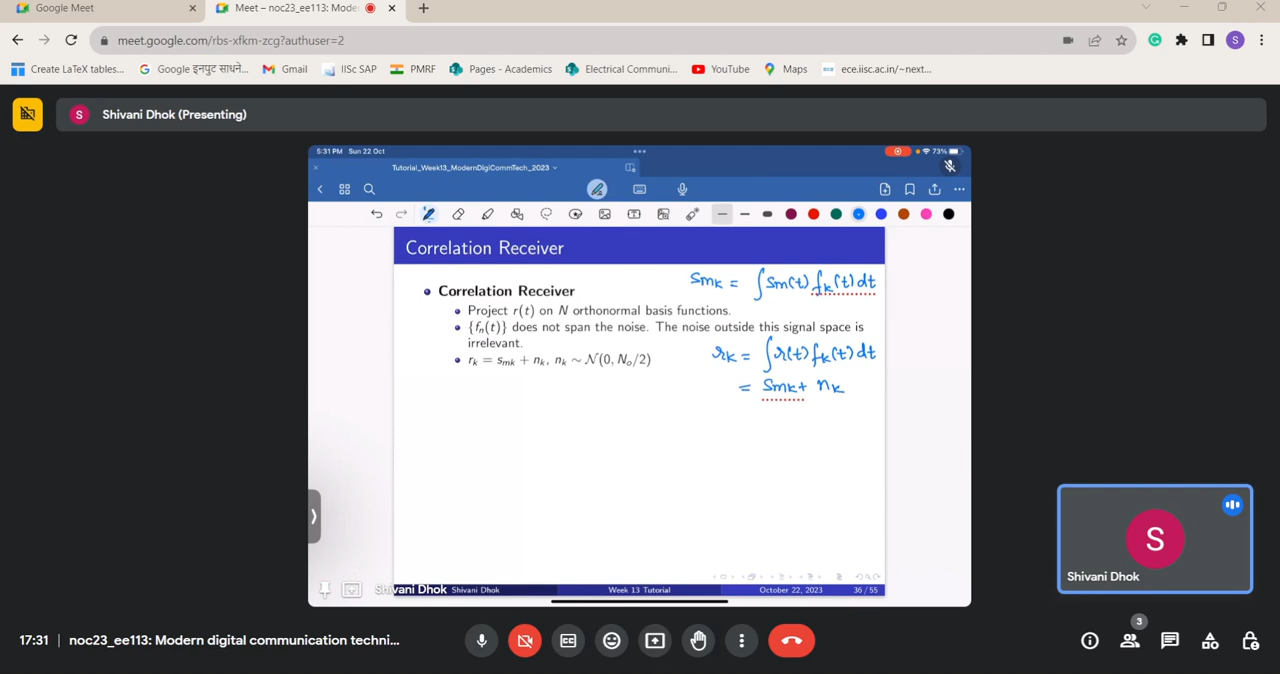 Google Meet
Meet – noc23_ee113: Mode
meet.google.com/rbs-xfkm-zcg?authuser=2
S
Create LaTeX tables...
Google इनपुट साधने...
Gmail
IISc SAP
PMRF
Pages - Academics
Electrical Communi...
YouTube
Maps
ece.iisc.ac.in/~next...
S
Shivani Dhok (Presenting)
5:31 PM Sun 22 Oct
73%
Tutorial_Week13_ModernDigiCommTech_2023
Correlation Receiver
smk = ∫sm(t) fk(t) dt
Correlation Receiver
Project r(t) on N orthonormal basis functions.
{fn(t)} does not span the noise. The noise outside this signal space is
irrelevant.
rk = smk + nk, nk ∼ N(0, No/2)
rk = ∫r(t) fk(t) dt
= smk + nk
Shivani Dhok
Shivani Dhok
Week 13 Tutorial
October 22, 2023
36 / 55
S
Shivani Dhok
17:31
noc23_ee113: Modern digital communication techni...
3